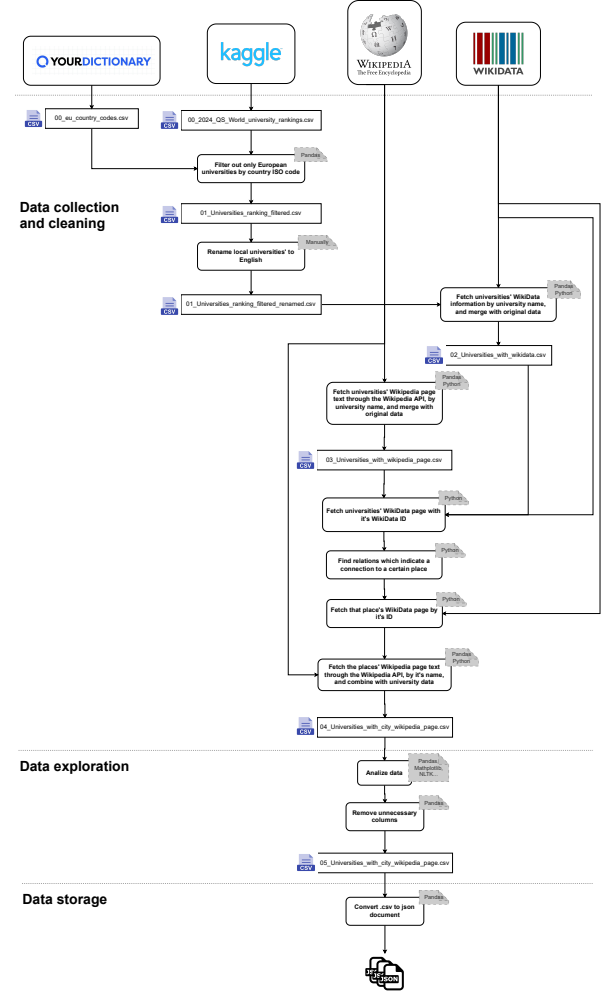 YOURDICTIONARY
kaggle
WIKIPEDIA
The Free Encyclopedia
WIKIDATA
CSV
00_eu_country_codes.csv
CSV
00_2024_QS_World_university_rankings.csv
Pandas
Filter out only European
universities by country ISO code
Data collection
and cleaning
CSV
01_Universities_ranking_filtered.csv
Manually
Rename local universities' to
English
CSV
01_Universities_ranking_filtered_renamed.csv
Pandas
Python
Fetch universities' WikiData
information by university name,
and merge with original data
CSV
02_Universities_with_wikidata.csv
Pandas
Python
Fetch universities' Wikipedia page
text through the Wikipedia API, by
university name, and merge with
original data
CSV
03_Universities_with_wikipedia_page.csv
Python
Fetch universities' WikiData page with
it's WikiData ID
Python
Find relations which indicate a
connection to a certain place
Python
Fetch that place's WikiData page by
it's ID
Pandas
Python
Fetch the places' Wikipedia page text
through the Wikipedia API, by it's name,
and combine with university data
CSV
04_Universities_with_city_wikipedia_page.csv
Data exploration
Pandas
Mathplotlib,
NLTK...
Analize data
Pandas
Remove unnecessary
columns
CSV
05_Universities_with_city_wikipedia_page.csv
Data storage
Pandas
Convert .csv to json
document
JSON